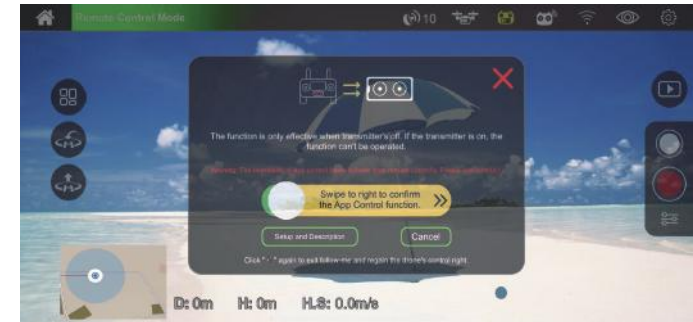 Remote Control Mode
10
The function is only effective when transmitter's off. If the transmitter is on, the
function can't be operated.
Swipe to right to confirm
the App Control function.
Setup and Description
Cancel
Click " - " again to exit follow-me and regain the drone's control right.
D: 0m H: 0m H.S: 0.0m/s